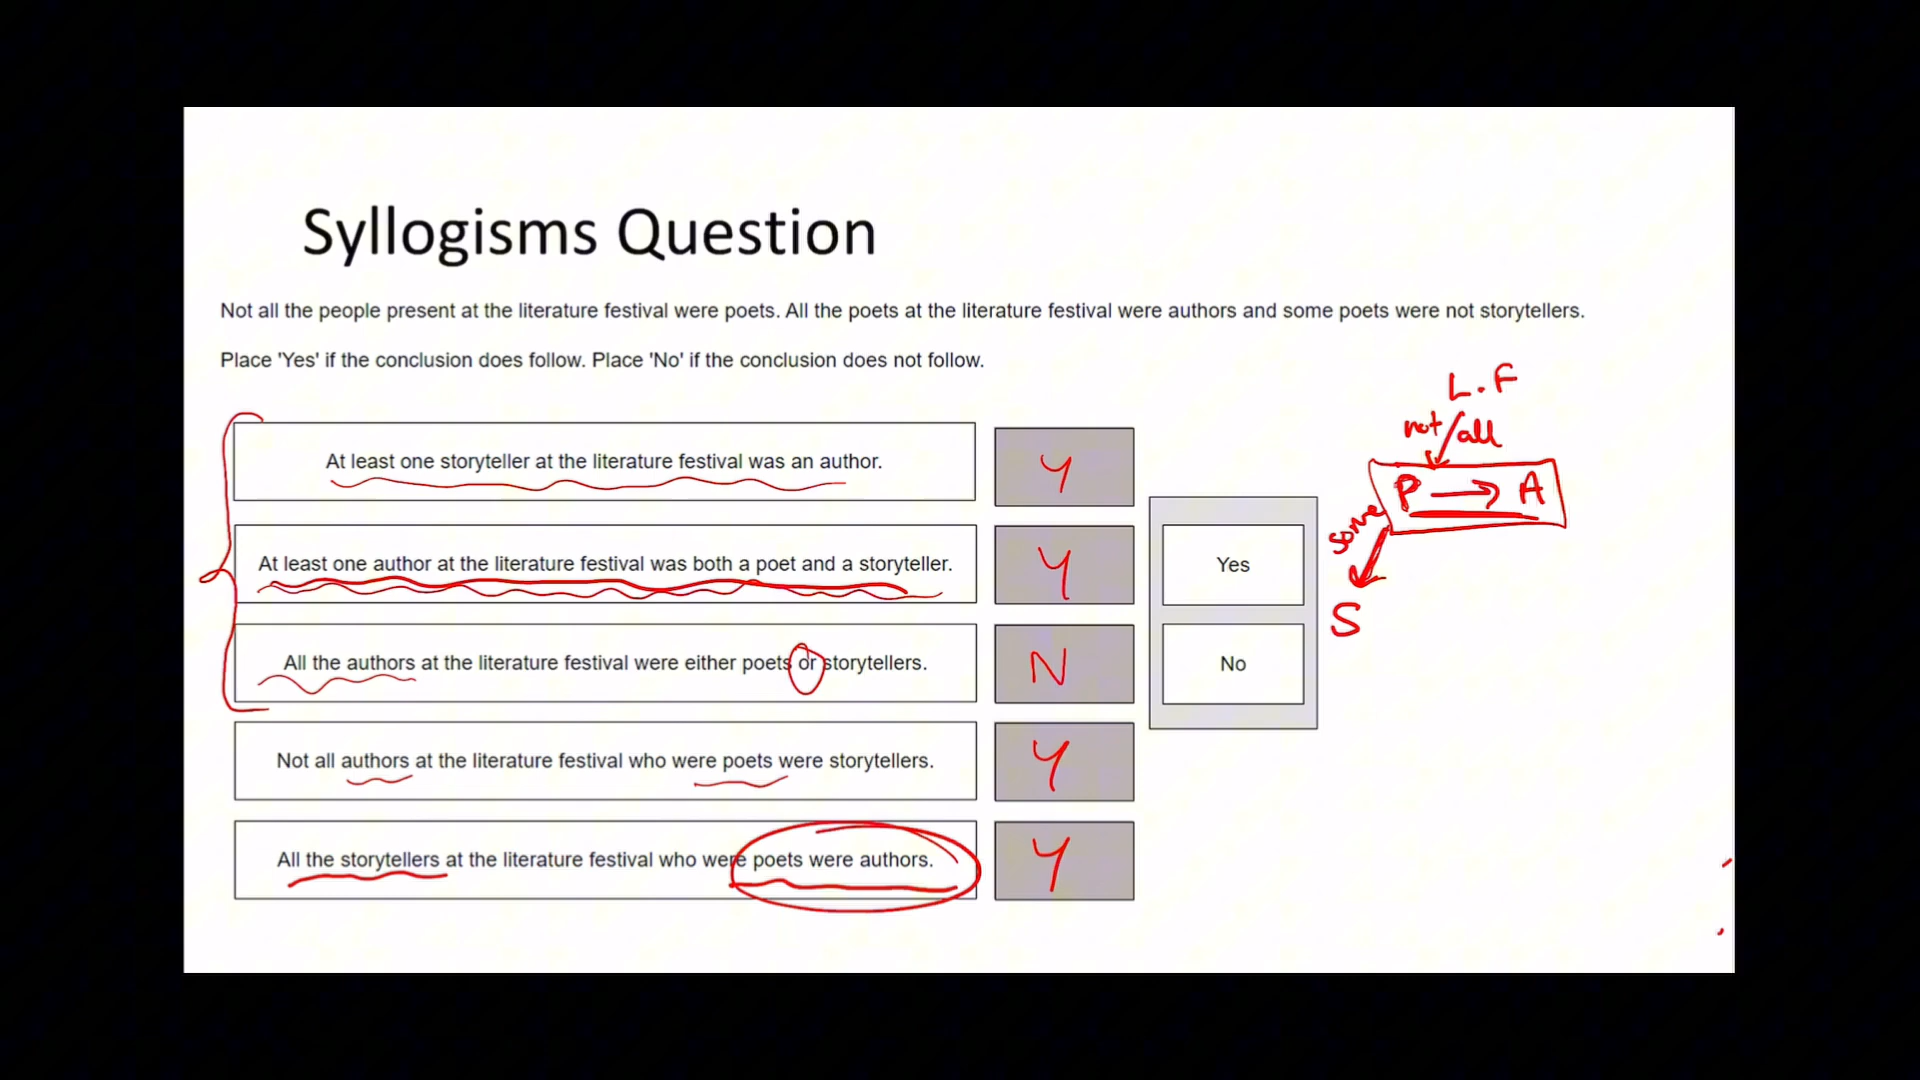 Syllogisms Question
Not all the people present at the literature festival were poets. All the poets at the literature festival were authors and some poets were not storytellers.
Place 'Yes' if the conclusion does follow. Place 'No' if the conclusion does not follow.
L.F
not all
At least one storyteller at the literature festival was an author.
Y
P → A
some
At least one author at the literature festival was both a poet and a storyteller.
Y
Yes
S
All the authors at the literature festival were either poets or storytellers.
N
No
Not all authors at the literature festival who were poets were storytellers.
Y
All the storytellers at the literature festival who were poets were authors.
Y